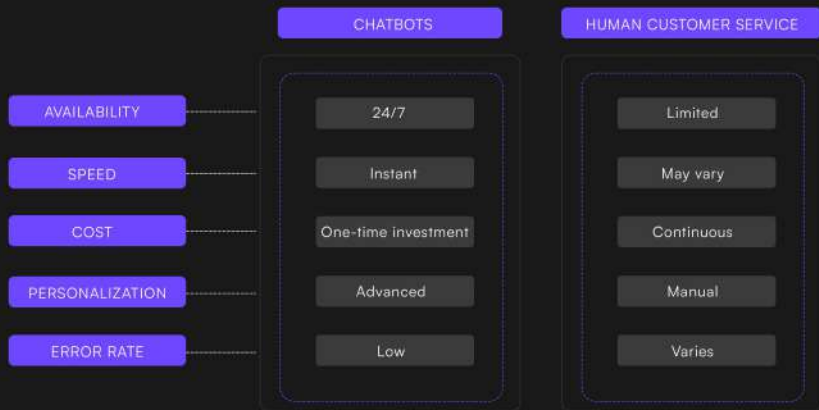 CHATBOTS HUMAN CUSTOMER SERVICE
AVAILABILITY 24/7 Limited
SPEED Instant May vary
COST One-time investment Continuous
PERSONALIZATION Advanced Manual
ERROR RATE Low Varies